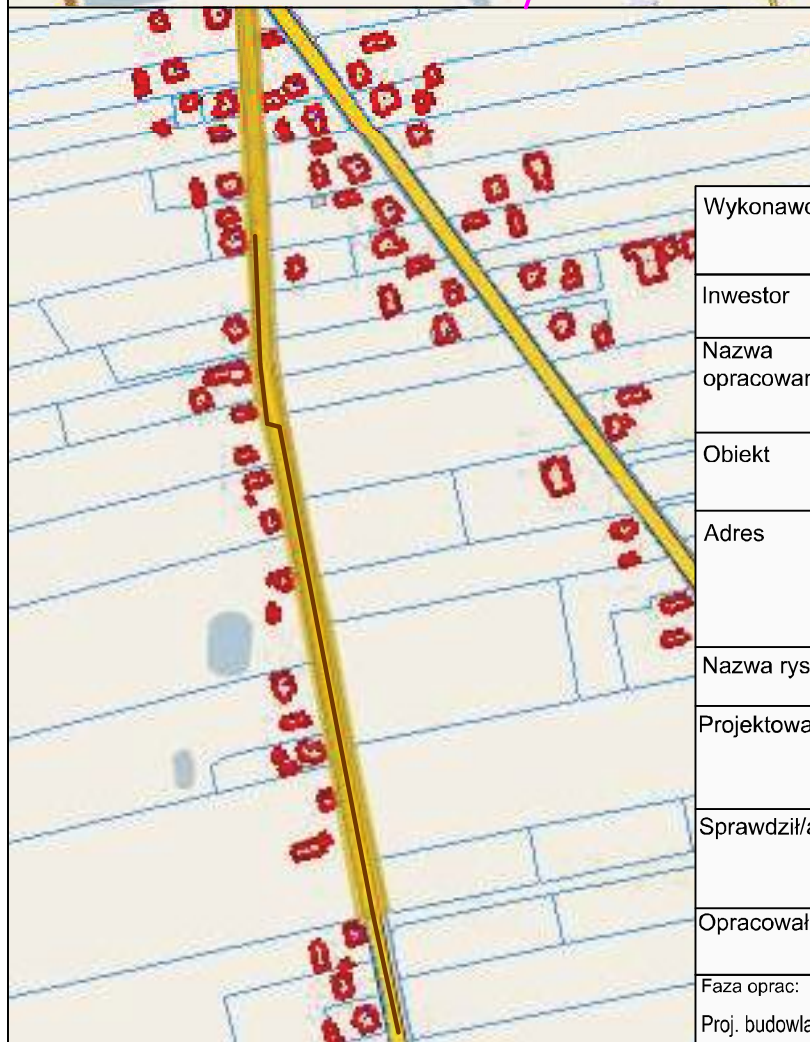 Wykonawc
Inwestor
Nazwa
opracowan
Obiekt
Adres
Nazwa rys
Projektowa
Sprawdził/a
Opracował
Faza oprac:
Proj. budowla